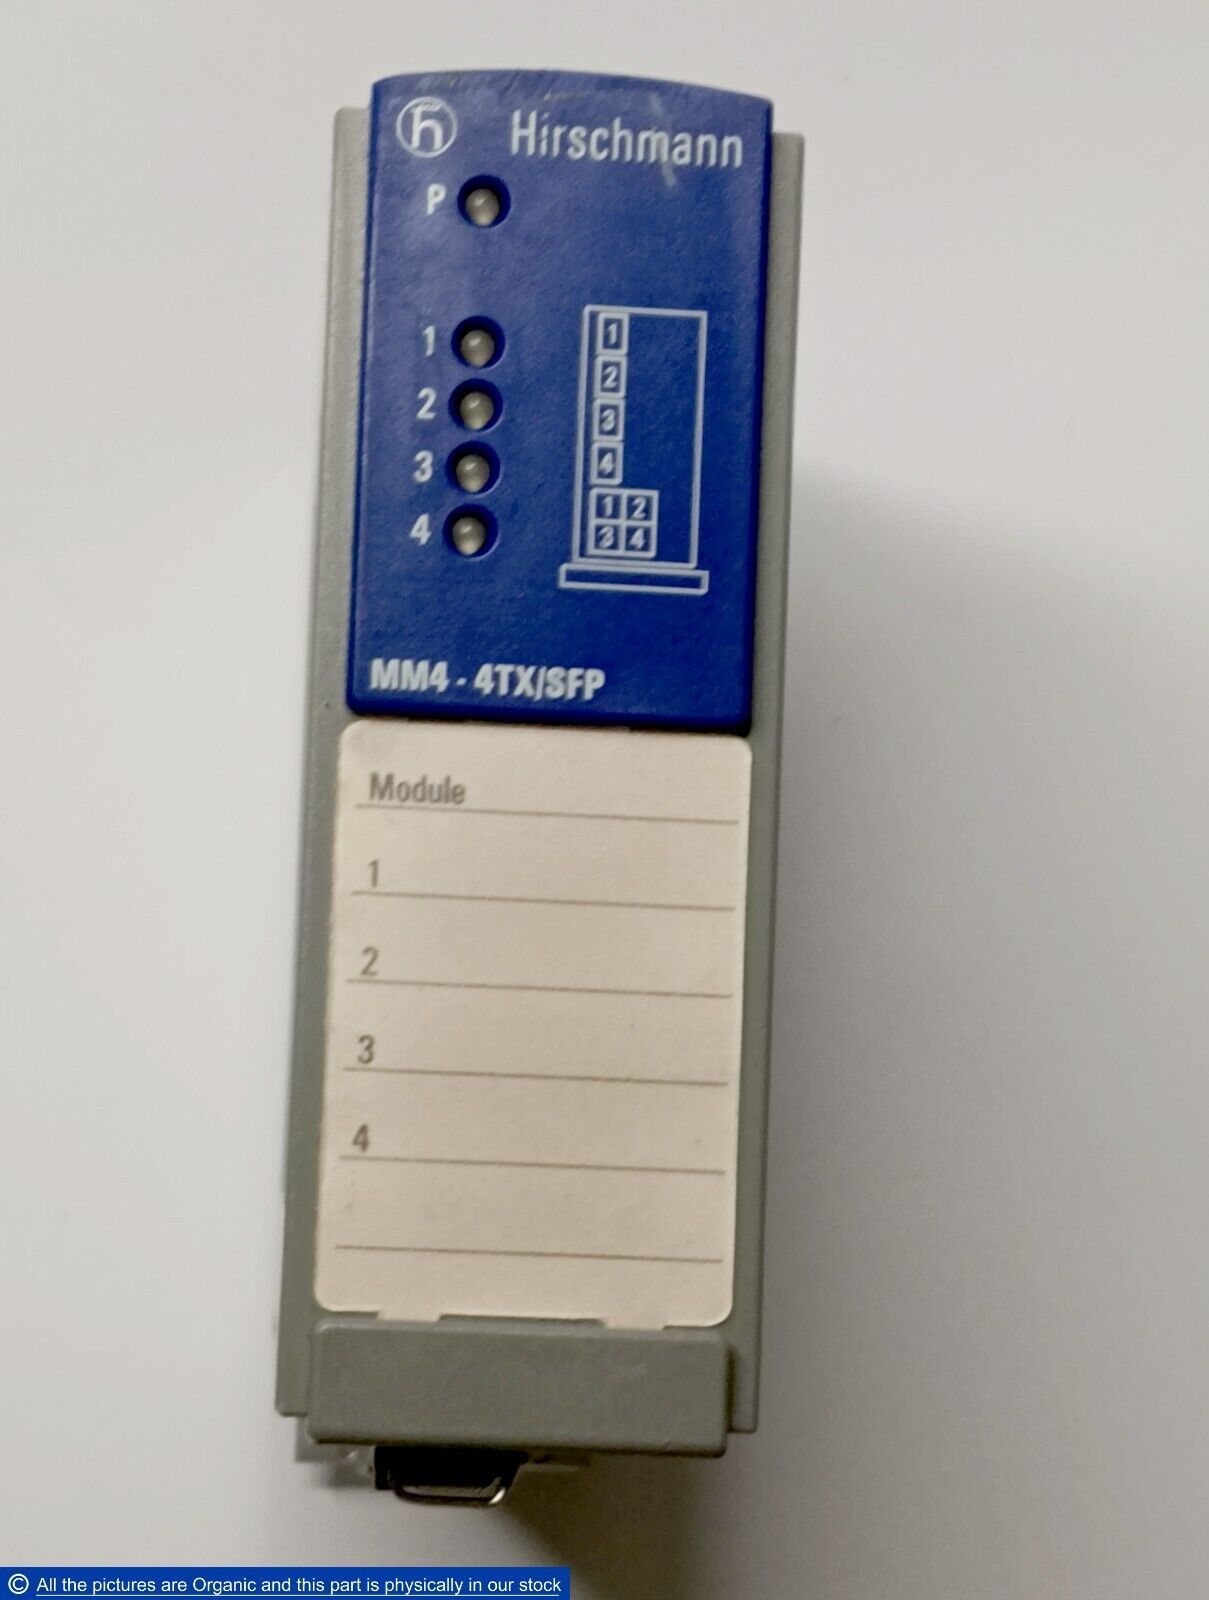 h Hirschmann
P
1
2
3
4
1
2
3
4
1 2
3 4
MM4 - 4TX/SFP
Module
1
2
3
4
© All the pictures are Organic and this part is physically in our stock